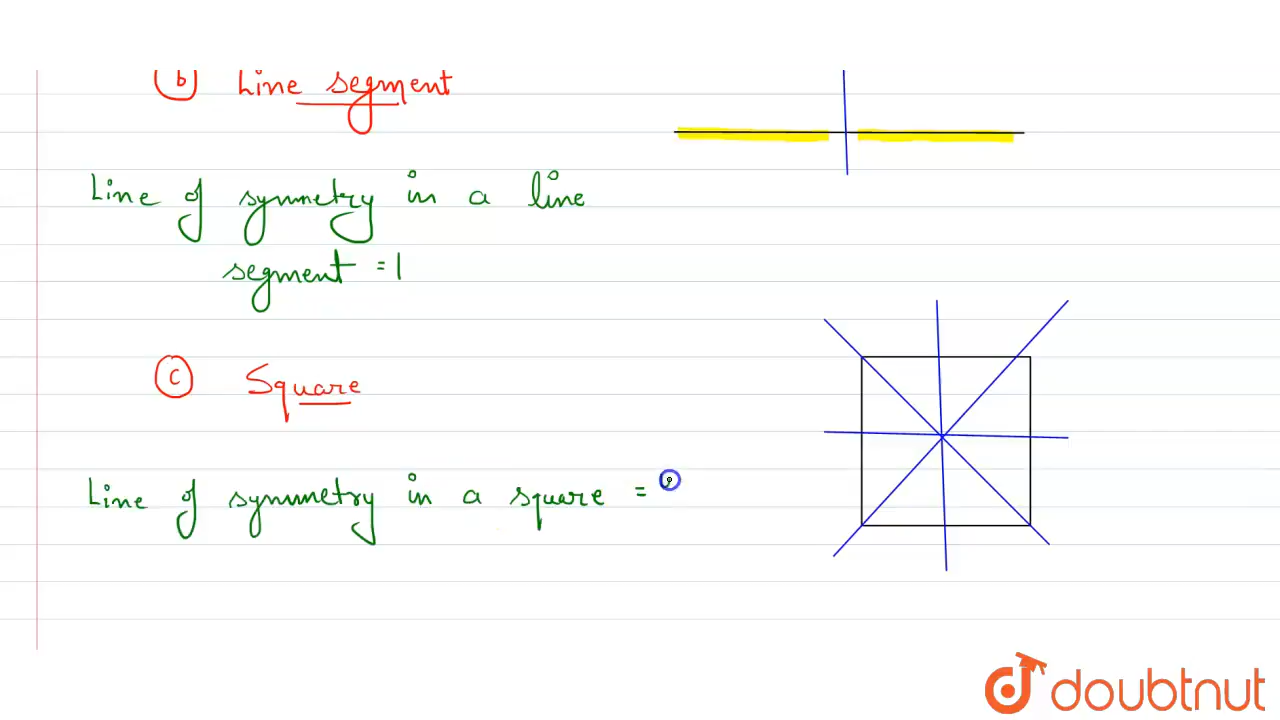 b Line segment
Line of symmetry in a line
segment = 1
c Square
Line of symmetry in a square =
doubtnut